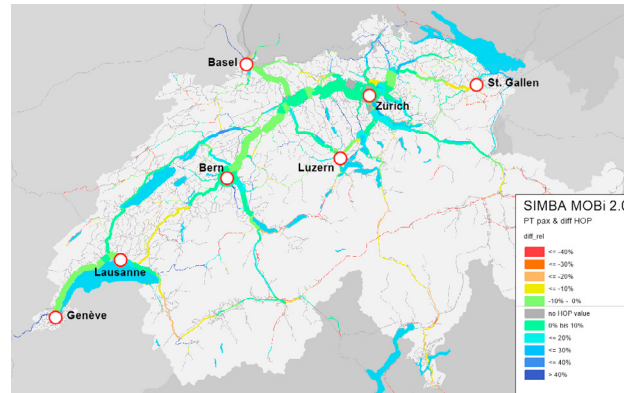 Basel
St. Gallen
Zürich
Luzern
Bern
Lausanne
Genève
SIMBA MOBi 2.0
PT pax & diff HOP
diff_rel
<= -40%
<= -30%
<= -20%
<= -10%
-10% - 0%
no HOP value
0% bis 10%
<= 20%
<= 30%
<= 40%
> 40%